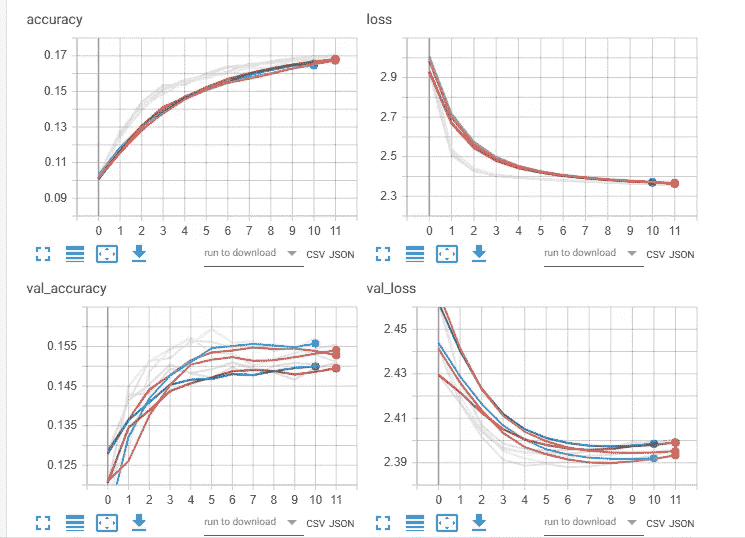 accuracy
0.17
0.15
0.13
0.11
0.09
0 1 2 3 4 5 6 7 8 9 10 11
run to download CSV JSON
loss
2.9
2.7
2.5
2.3
0 1 2 3 4 5 6 7 8 9 10 11
run to download CSV JSON
val_accuracy
0.155
0.145
0.135
0.125
0 1 2 3 4 5 6 7 8 9 10 11
run to download CSV JSON
val_loss
2.45
2.43
2.41
2.39
0 1 2 3 4 5 6 7 8 9 10 11
run to download CSV JSON